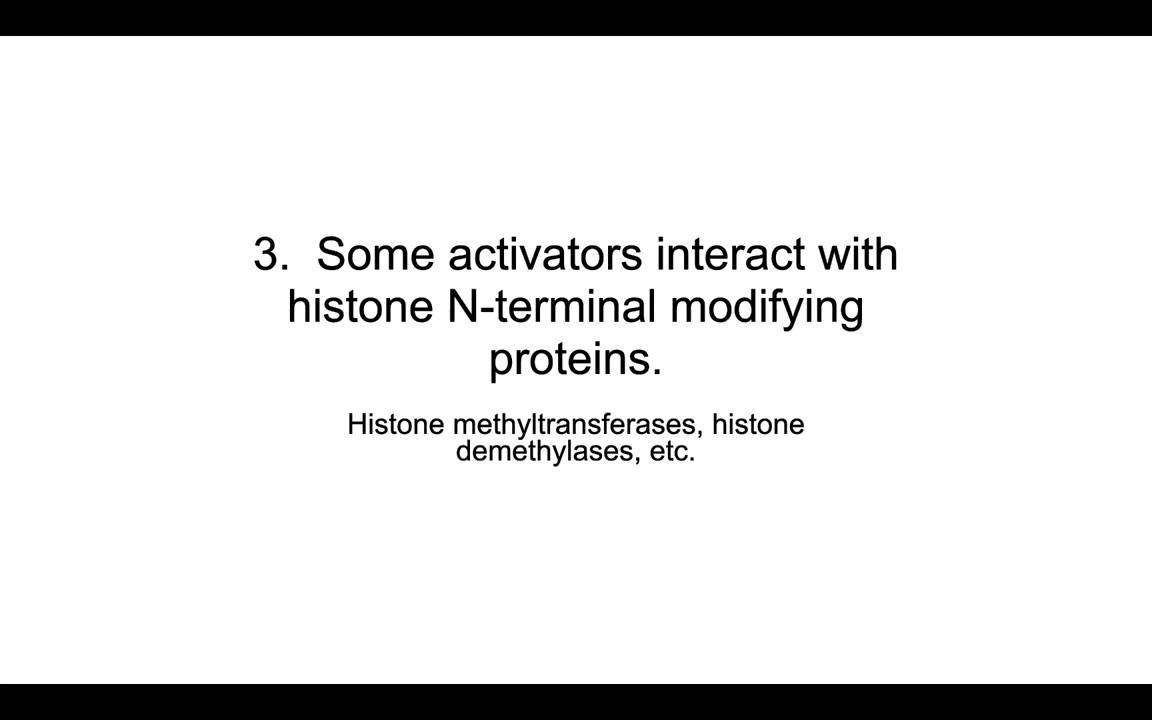 3.  Some activators interact with
histone N-terminal modifying
proteins.
Histone methyltransferases, histone
demethylases, etc.